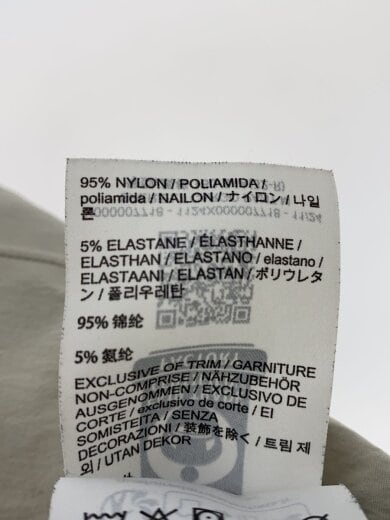 95% NYLON / POLIAMIDA /
poliamida / NAILON / ナイロン / 나일
론
5% ELASTANE / ÉLASTHANNE /
ELASTHAN / ELASTANO / elastano /
ELASTAANI / ELASTAN / ポリウレタ
ン / 폴리우레탄
95% 锦纶
5% 氨纶
EXCLUSIVE OF TRIM / GARNITURE
NON-COMPRISE / NÄHZUBEHÖR
AUSGENOMMEN / EXCLUSIVO DE
CORTE / exclusivo de corte / EI
SOMISTEITA / SENZA
DECORAZIONI / 装飾を除く / 트림 제
외 / UTAN DEKOR